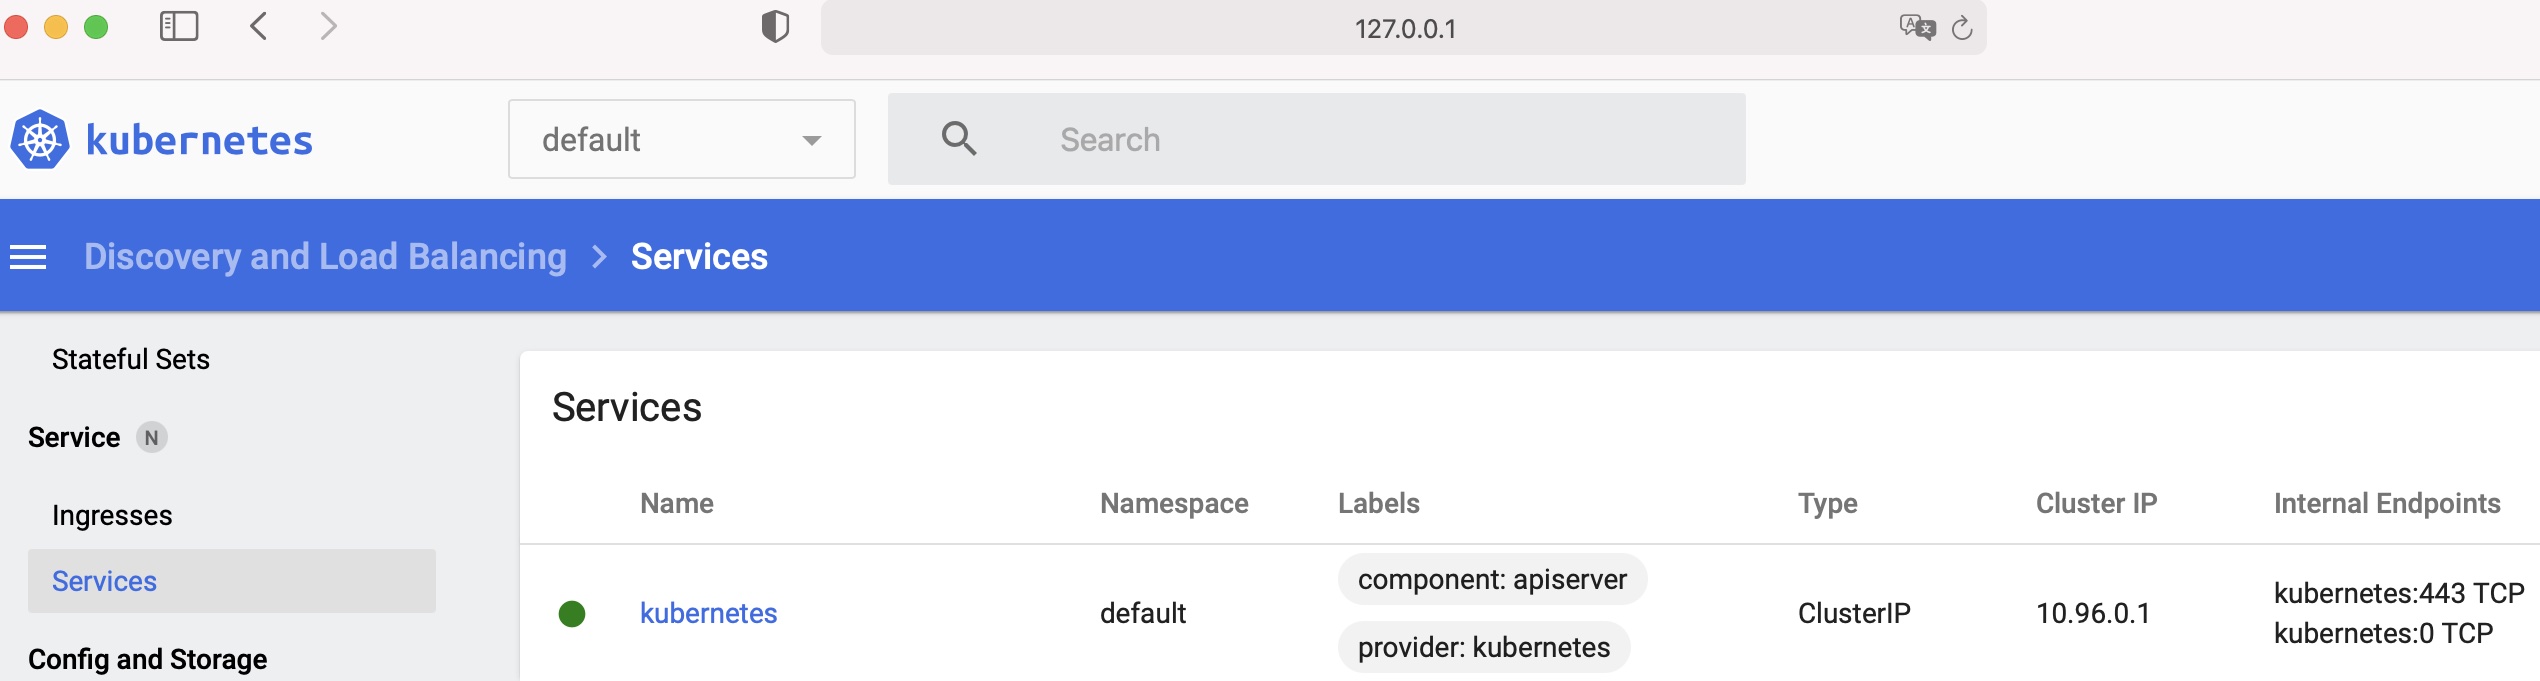 127.0.0.1
kubernetes
default
Search
Discovery and Load Balancing > Services
Stateful Sets
Service N
Ingresses
Services
Config and Storage
Services
Name Namespace Labels Type Cluster IP Internal Endpoints
kubernetes default component: apiserver provider: kubernetes ClusterIP 10.96.0.1 kubernetes:443 TCP kubernetes:0 TCP